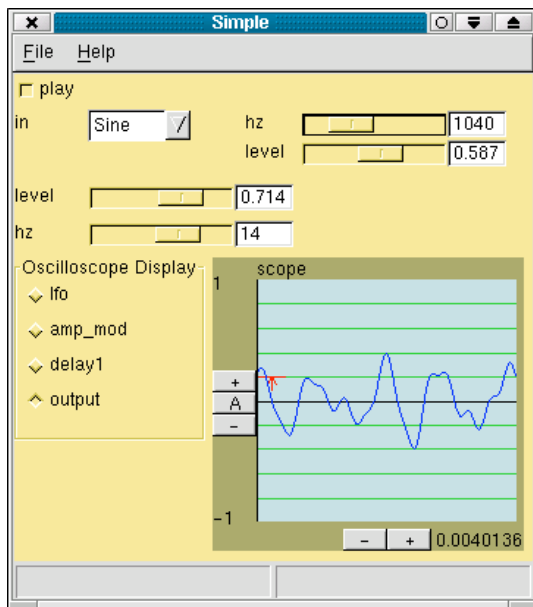 Simple
File Help
play
in Sine hz 1040
level 0.587
level 0.714
hz 14
Oscilloscope Display
lfo
amp_mod
delay1
output
scope
1
+
A
-
-1
- + 0.0040136